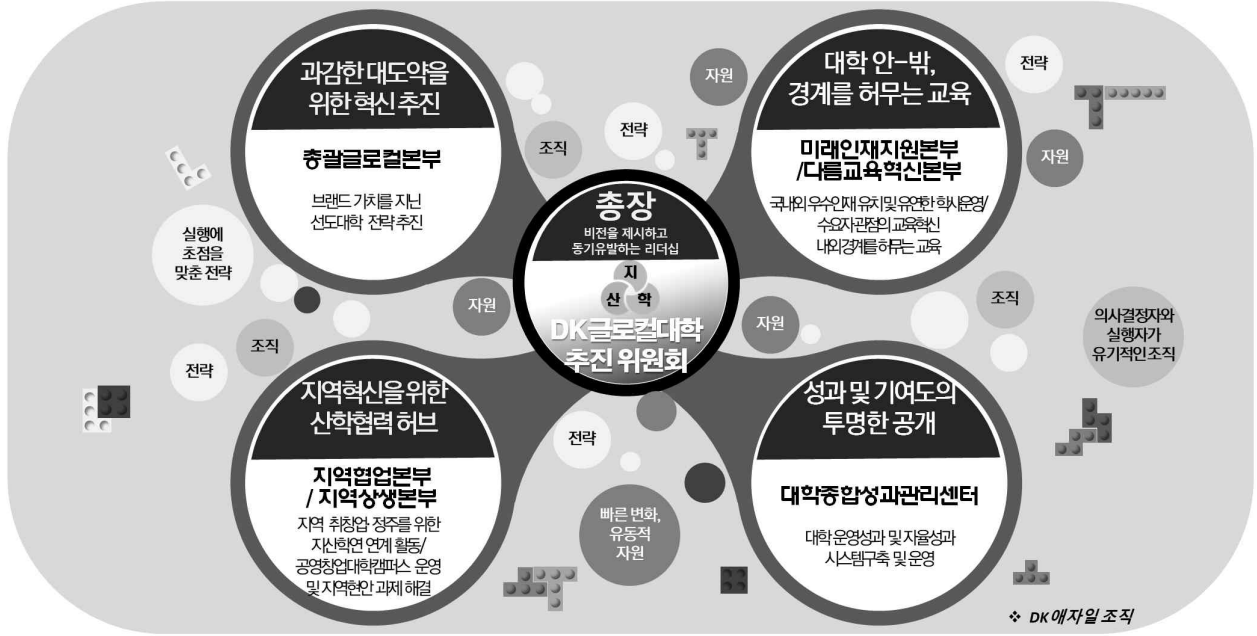 과감한 대도약을
위한 혁신 추진
총괄글로컬본부
브랜드 가치를 지닌
선도대학 전략 추진
대학 안-밖,
경계를 허무는 교육
미래인재지원본부
/다름교육혁신본부
국내외 우수인재 유치 및 유연한 학사운영/
수요자 관점의 교육혁신
내외경계를 허무는 교육
총장
비전을 제시하고
동기유발하는 리더십
지
산 학
DK글로컬대학
추진 위원회
지역혁신을 위한
산학협력 허브
지역협업본부
/ 지역상생본부
지역 취창업 정주를 위한
지산학연 연계 활동/
공영창업대학캠퍼스 운영
및 지역현안 과제 해결
성과 및 기여도의
투명한 공개
대학종합성과관리센터
대학 운영성과 및 자율성과
시스템구축 및 운영
자원
전략
조직
전략
자원
실행에
초점을
맞춘 전략
자원
자원
조직
의사결정자와
실행자가
유기적인 조직
조직
전략
전략
빠른 변화,
유동적
자원
❖ DK애자일 조직